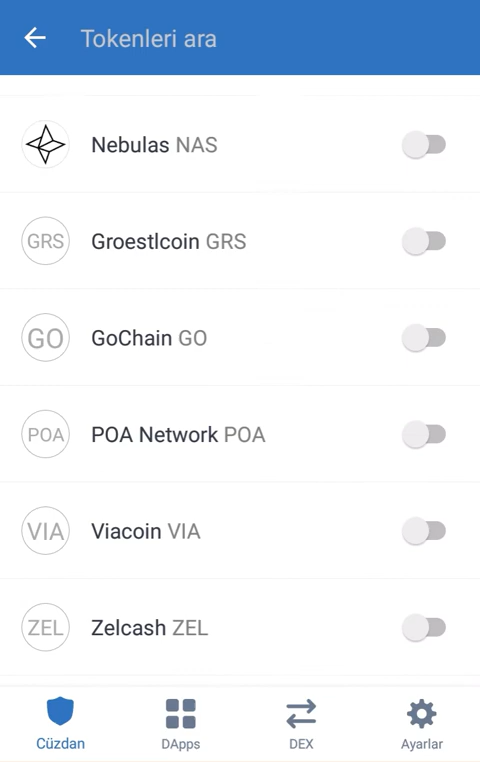 Tokenleri ara
Nebulas NAS
GRS Groestlcoin GRS
GO GoChain GO
POA POA Network POA
VIA Viacoin VIA
ZEL Zelcash ZEL
Cüzdan DApps DEX Ayarlar